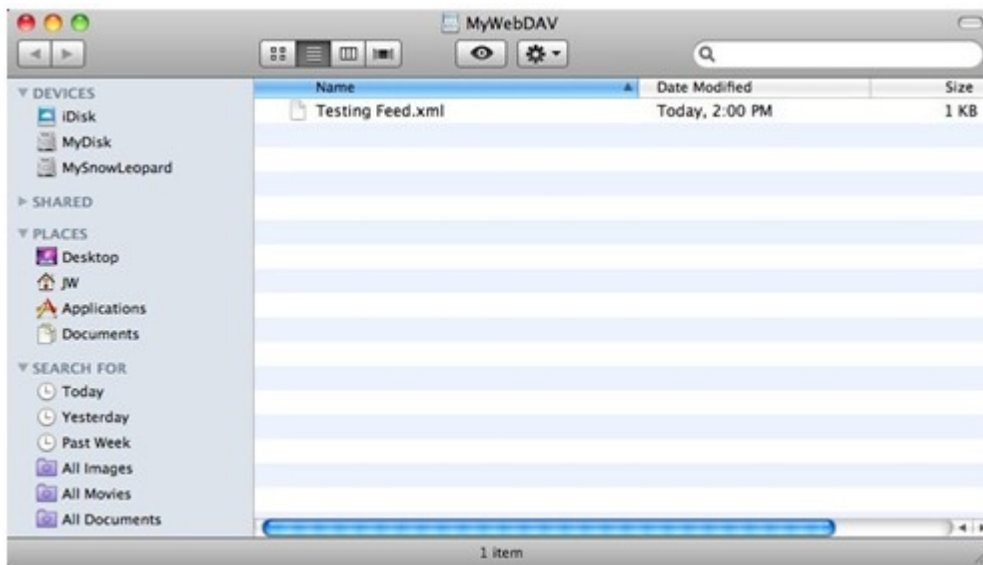 MyWebDAV
DEVICES
iDisk
MyDisk
MySnowLeopard
SHARED
PLACES
Desktop
JW
Applications
Documents
SEARCH FOR
Today
Yesterday
Past Week
All Images
All Movies
All Documents
Name Date Modified Size
Testing Feed.xml Today, 2:00 PM 1 KB
1 item